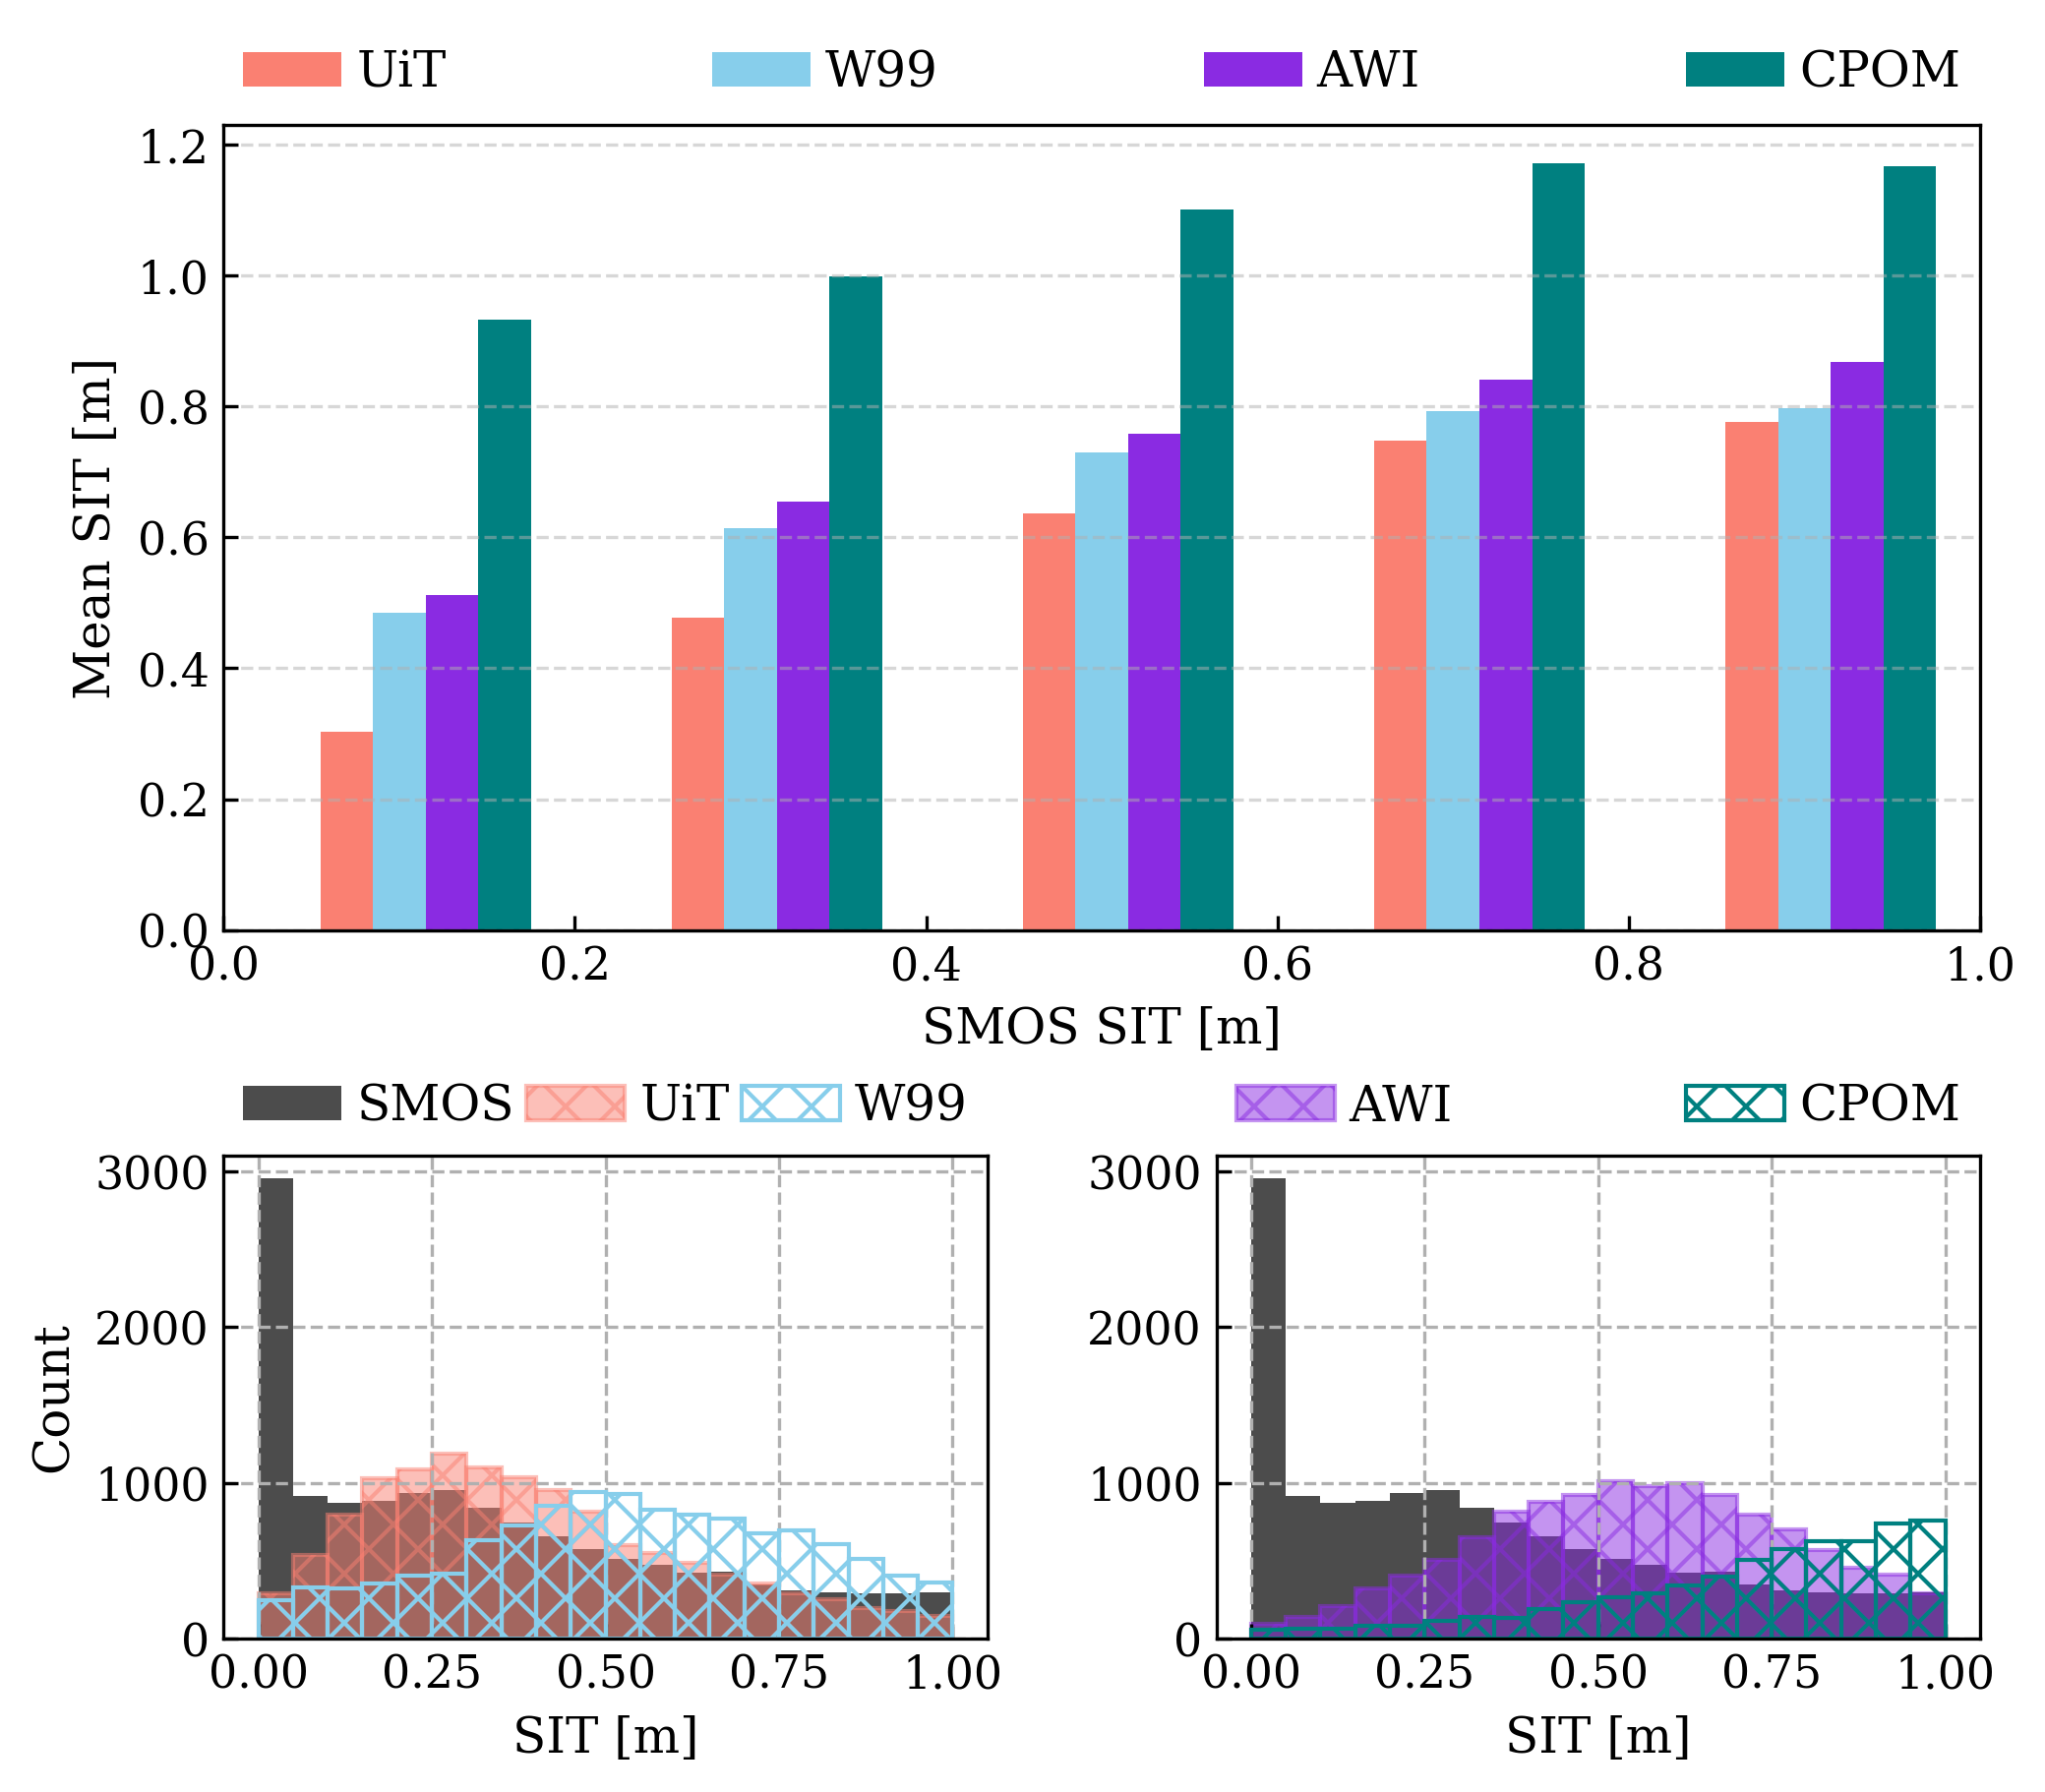 UiT W99 AWI CPOM
1.2
1.0
0.8
0.6
0.4
0.2
0.0
Mean SIT [m]
0.0 0.2 0.4 0.6 0.8 1.0
SMOS SIT [m]
SMOS UiT W99 AWI CPOM
3000
2000
1000
0
Count
0.00 0.25 0.50 0.75 1.00
SIT [m]
3000
2000
1000
0
0.00 0.25 0.50 0.75 1.00
SIT [m]